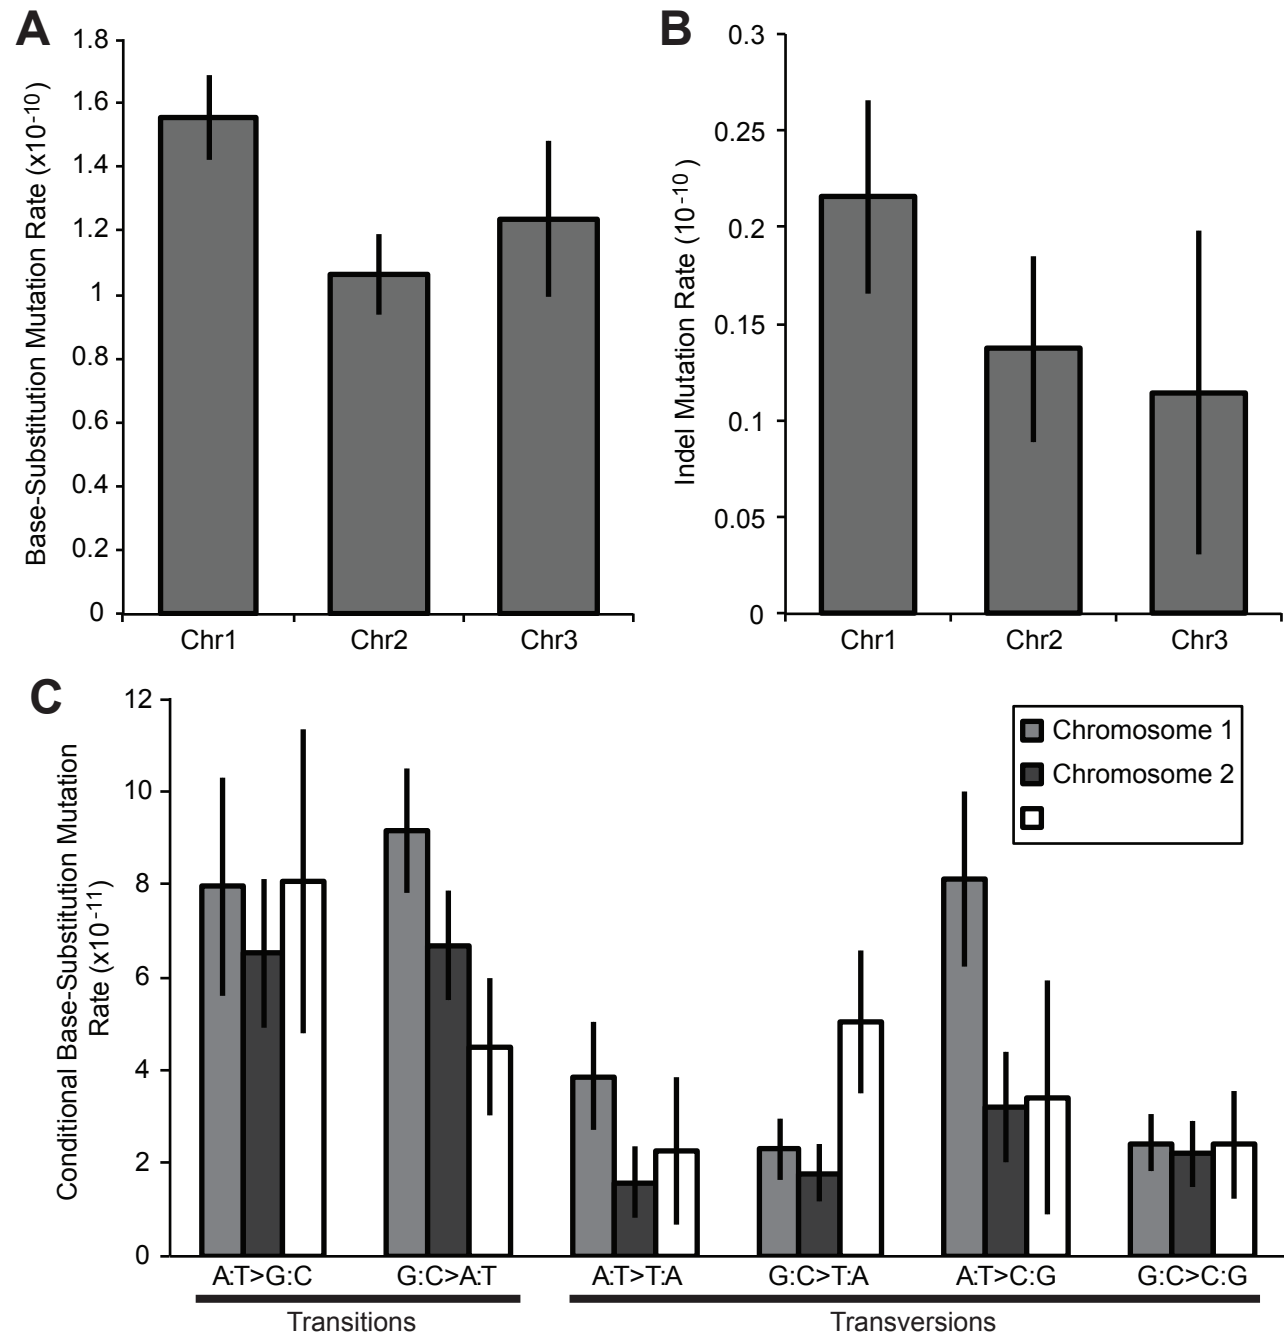 A
Base-Substitution Mutation Rate (x10-10)
1.8
1.6
1.4
1.2
1
0.8
0.6
0.4
0.2
0
Chr1 Chr2 Chr3
B
Indel Mutation Rate (10-10)
0.3
0.25
0.2
0.15
0.1
0.05
0
Chr1 Chr2 Chr3
C
Conditional Base-Substitution Mutation
Rate (x10-11)
12
10
8
6
4
2
0
Chromosome 1
Chromosome 2
A:T>G:C G:C>A:T A:T>T:A G:C>T:A A:T>C:G G:C>C:G
Transitions Transversions